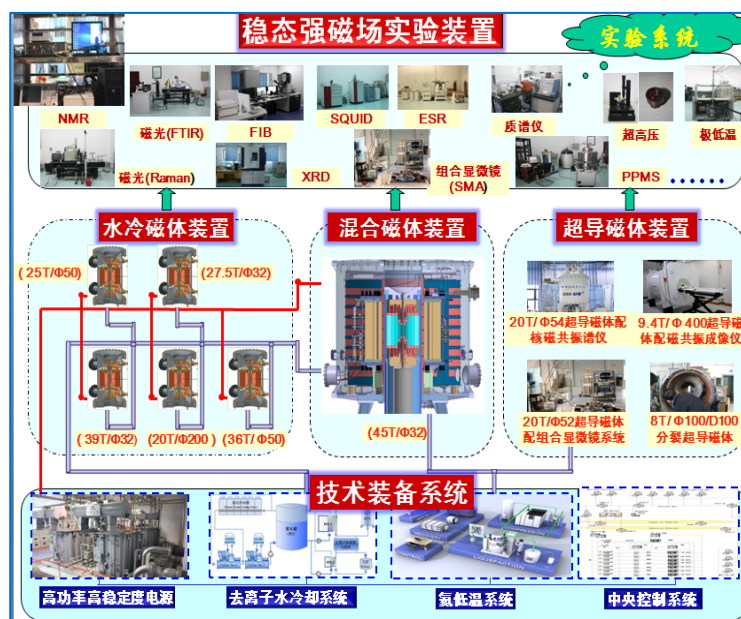 稳态强磁场实验装置
实验系统
NMR
磁光(FTIR)
FIB
SQUID
ESR
质谱仪
超高压
极低温
磁光(Raman)
XRD
组合显微镜
(SMA)
PPMS
······
水冷磁体装置
混合磁体装置
超导磁体装置
(25T/Φ50)
(27.5T/Φ32)
(39T/Φ32)
(20T/Φ200)
(36T/Φ50)
(45T/Φ32)
20T/Φ54超导磁体配
核磁共振谱仪
9.4T/Φ400超导磁
体配磁共振成像仪
20T/Φ52超导磁体
配组合显微镜系统
8T/Φ100/D100
分裂超导磁体
技术装备系统
LIQUEFACTION
高功率高稳定度电源
去离子水冷却系统
氦低温系统
中央控制系统